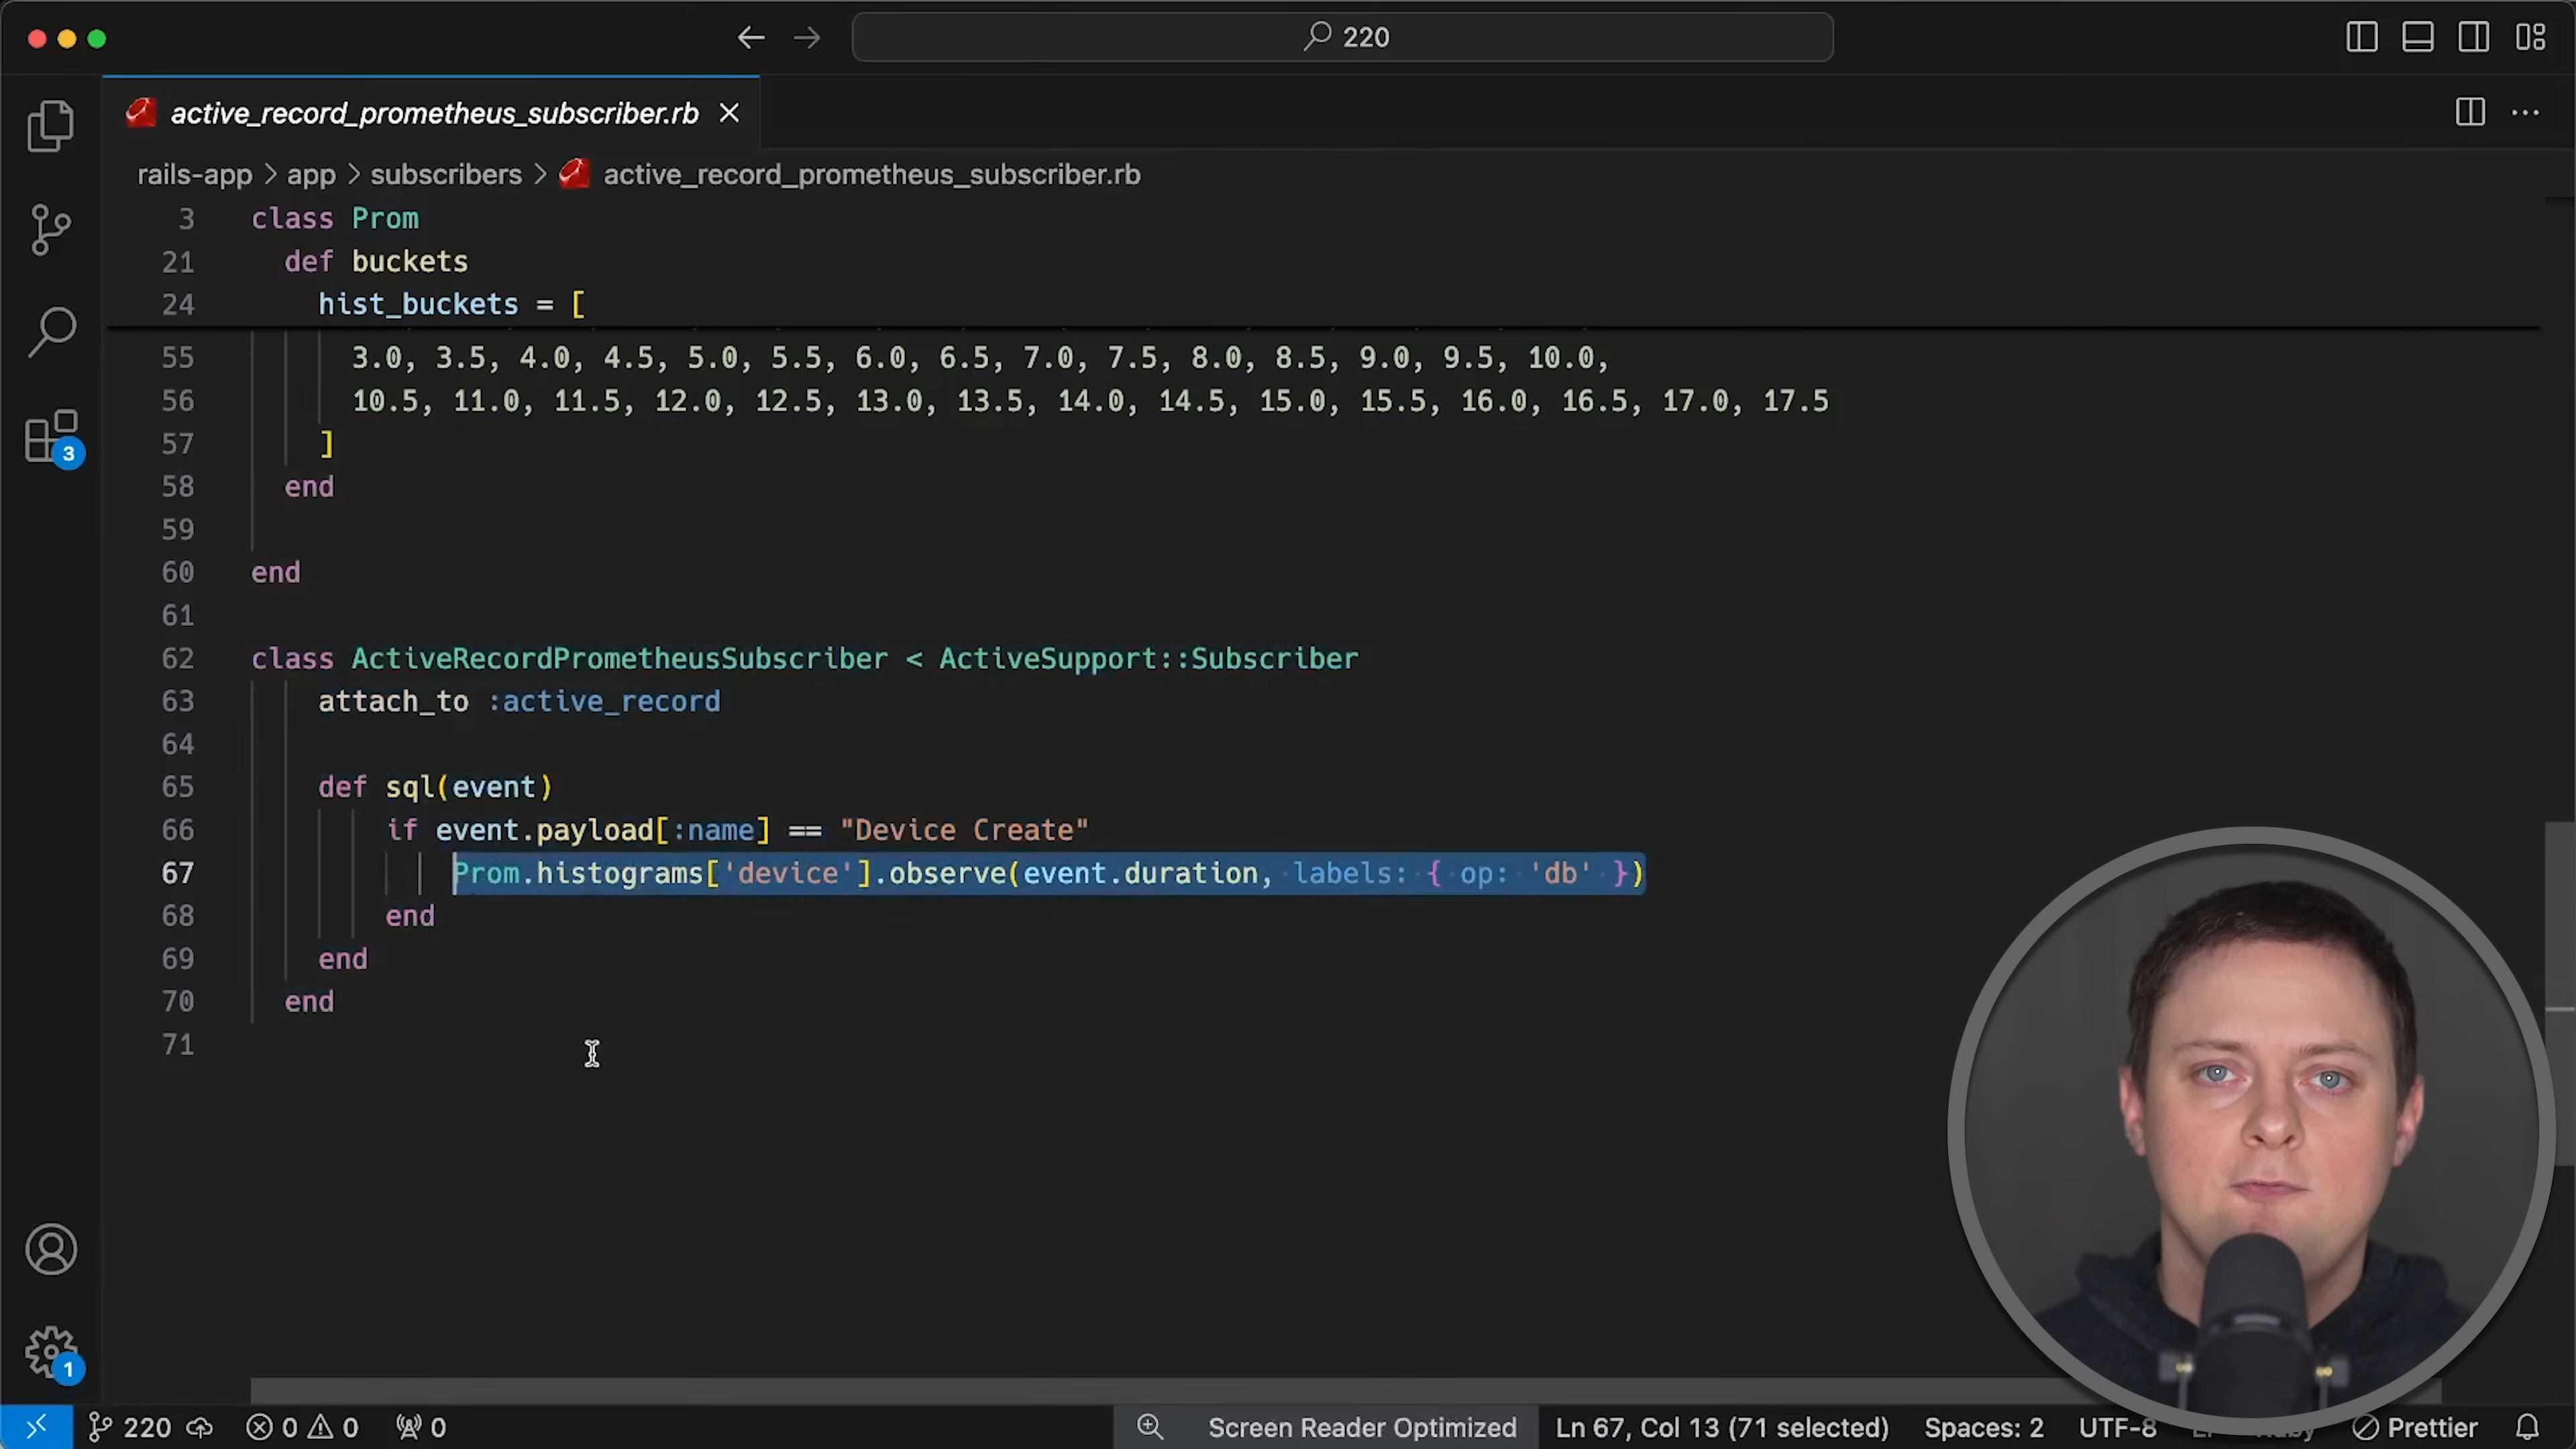 220
active_record_prometheus_subscriber.rb
rails-app > app > subscribers > active_record_prometheus_subscriber.rb
3 class Prom
21 def buckets
24 hist_buckets = [
55 3.0, 3.5, 4.0, 4.5, 5.0, 5.5, 6.0, 6.5, 7.0, 7.5, 8.0, 8.5, 9.0, 9.5, 10.0,
56 10.5, 11.0, 11.5, 12.0, 12.5, 13.0, 13.5, 14.0, 14.5, 15.0, 15.5, 16.0, 16.5, 17.0, 17.5
57 ]
58 end
59
60 end
61
62 class ActiveRecordPrometheusSubscriber < ActiveSupport::Subscriber
63 attach_to :active_record
64
65 def sql(event)
66 if event.payload[:name] == "Device Create"
67 Prom.histograms['device'].observe(event.duration, labels: { op: 'db' })
68 end
69 end
70 end
71
3
1
220 0 0 0 Screen Reader Optimized Ln 67, Col 13 (71 selected) Spaces: 2 UTF-8 Prettier